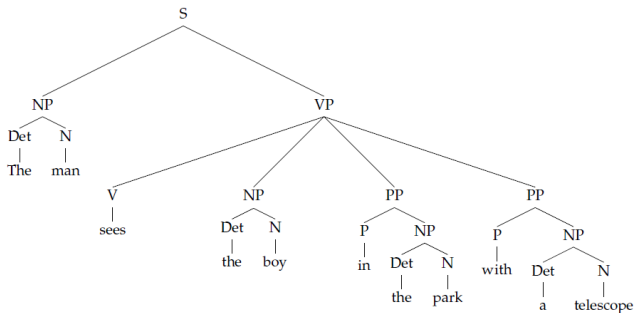 S
NP VP
Det N
The man
V NP PP PP
sees Det N P NP P NP
the boy in Det N with Det N
the park a telescope